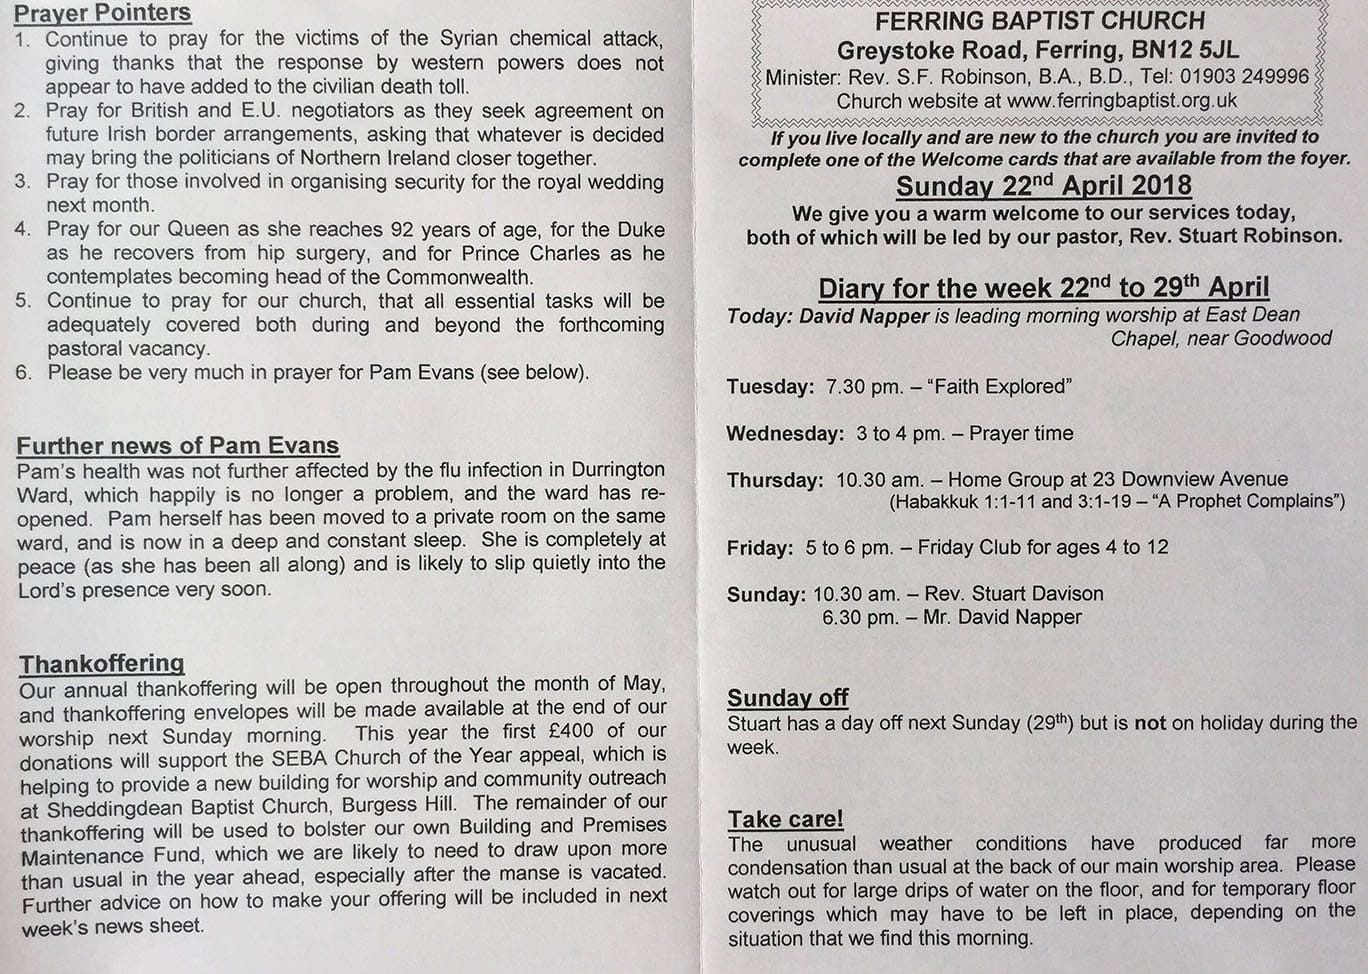 Prayer Pointers
1. Continue to pray for the victims of the Syrian chemical attack,
giving thanks that the response by western powers does not
appear to have added to the civilian death toll.
2. Pray for British and E.U. negotiators as they seek agreement on
future Irish border arrangements, asking that whatever is decided
may bring the politicians of Northern Ireland closer together.
3. Pray for those involved in organising security for the royal wedding
next month.
4. Pray for our Queen as she reaches 92 years of age, for the Duke
as he recovers from hip surgery, and for Prince Charles as he
contemplates becoming head of the Commonwealth.
5. Continue to pray for our church, that all essential tasks will be
adequately covered both during and beyond the forthcoming
pastoral vacancy.
6. Please be very much in prayer for Pam Evans (see below).
Further news of Pam Evans
Pam's health was not further affected by the flu infection in Durrington
Ward, which happily is no longer a problem, and the ward has re-
opened. Pam herself has been moved to a private room on the same
ward, and is now in a deep and constant sleep. She is completely at
peace (as she has been all along) and is likely to slip quietly into the
Lord's presence very soon.
Thankoffering
Our annual thankoffering will be open throughout the month of May,
and thankoffering envelopes will be made available at the end of our
worship next Sunday morning. This year the first £400 of our
donations will support the SEBA Church of the Year appeal, which is
helping to provide a new building for worship and community outreach
at Sheddingdean Baptist Church, Burgess Hill. The remainder of our
thankoffering will be used to bolster our own Building and Premises
Maintenance Fund, which we are likely to need to draw upon more
than usual in the year ahead, especially after the manse is vacated.
Further advice on how to make your offering will be included in next
week's news sheet.
FERRING BAPTIST CHURCH
Greystoke Road, Ferring, BN12 5JL
Minister: Rev. S.F. Robinson, B.A., B.D., Tel: 01903 249996
Church website at www.ferringbaptist.org.uk
If you live locally and are new to the church you are invited to
complete one of the Welcome cards that are available from the foyer.
Sunday 22nd April 2018
We give you a warm welcome to our services today,
both of which will be led by our pastor, Rev. Stuart Robinson.
Diary for the week 22nd to 29th April
Today: David Napper is leading morning worship at East Dean
Chapel, near Goodwood
Tuesday: 7.30 pm. – "Faith Explored"
Wednesday: 3 to 4 pm. – Prayer time
Thursday: 10.30 am. – Home Group at 23 Downview Avenue
(Habakkuk 1:1-11 and 3:1-19 – "A Prophet Complains")
Friday: 5 to 6 pm. – Friday Club for ages 4 to 12
Sunday: 10.30 am. – Rev. Stuart Davison
6.30 pm. – Mr. David Napper
Sunday off
Stuart has a day off next Sunday (29th) but is not on holiday during the
week.
Take care!
The unusual weather conditions have produced far more
condensation than usual at the back of our main worship area. Please
watch out for large drips of water on the floor, and for temporary floor
coverings which may have to be left in place, depending on the
situation that we find this morning.